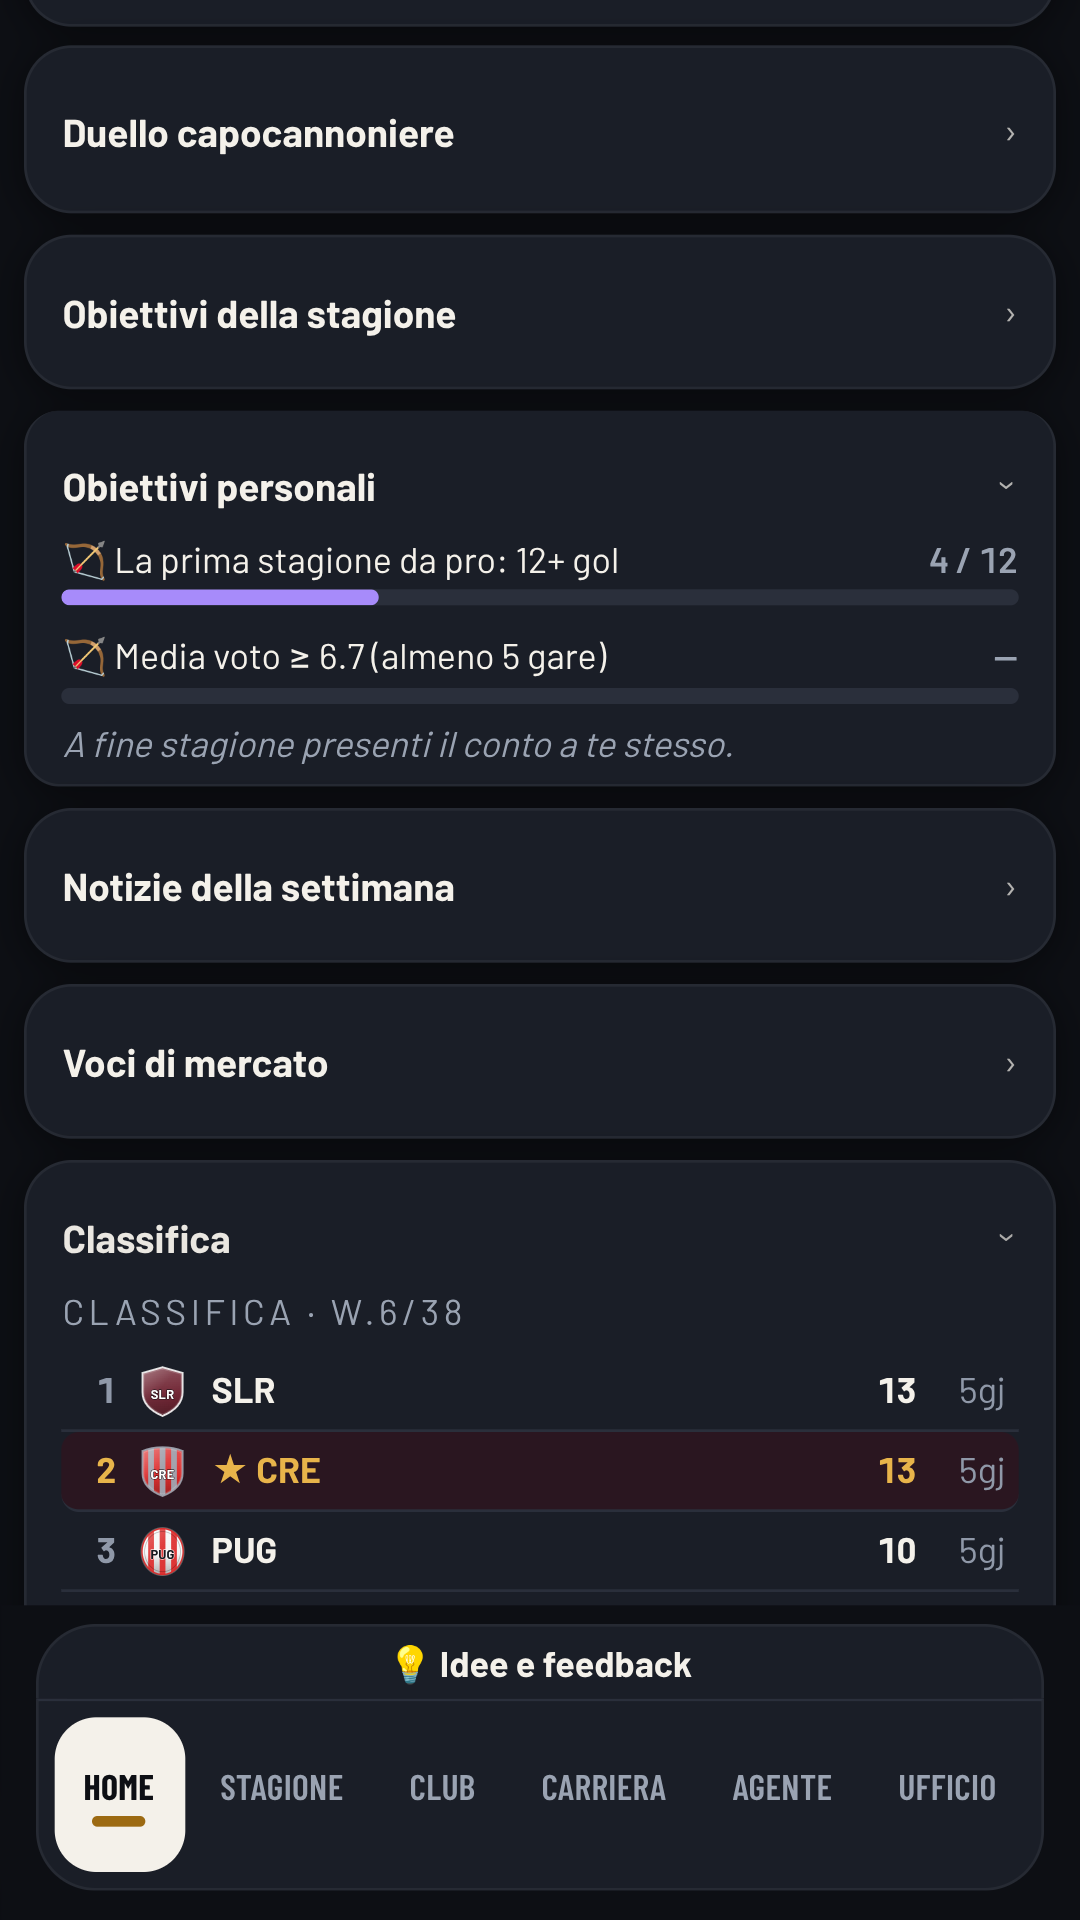 Duello capocannoniere ›
Obiettivi della stagione ›
Obiettivi personali ›
🏹 La prima stagione da pro: 12+ gol 4 / 12
🏹 Media voto ≥ 6.7 (almeno 5 gare) –
A fine stagione presenti il conto a te stesso.
Notizie della settimana ›
Voci di mercato ›
Classifica ›
CLASSIFICA · W.6/38
1 SLR SLR 13 5gj
2 CRE ★ CRE 13 5gj
3 PUG PUG 10 5gj
💡 Idee e feedback
HOME STAGIONE CLUB CARRIERA AGENTE UFFICIO